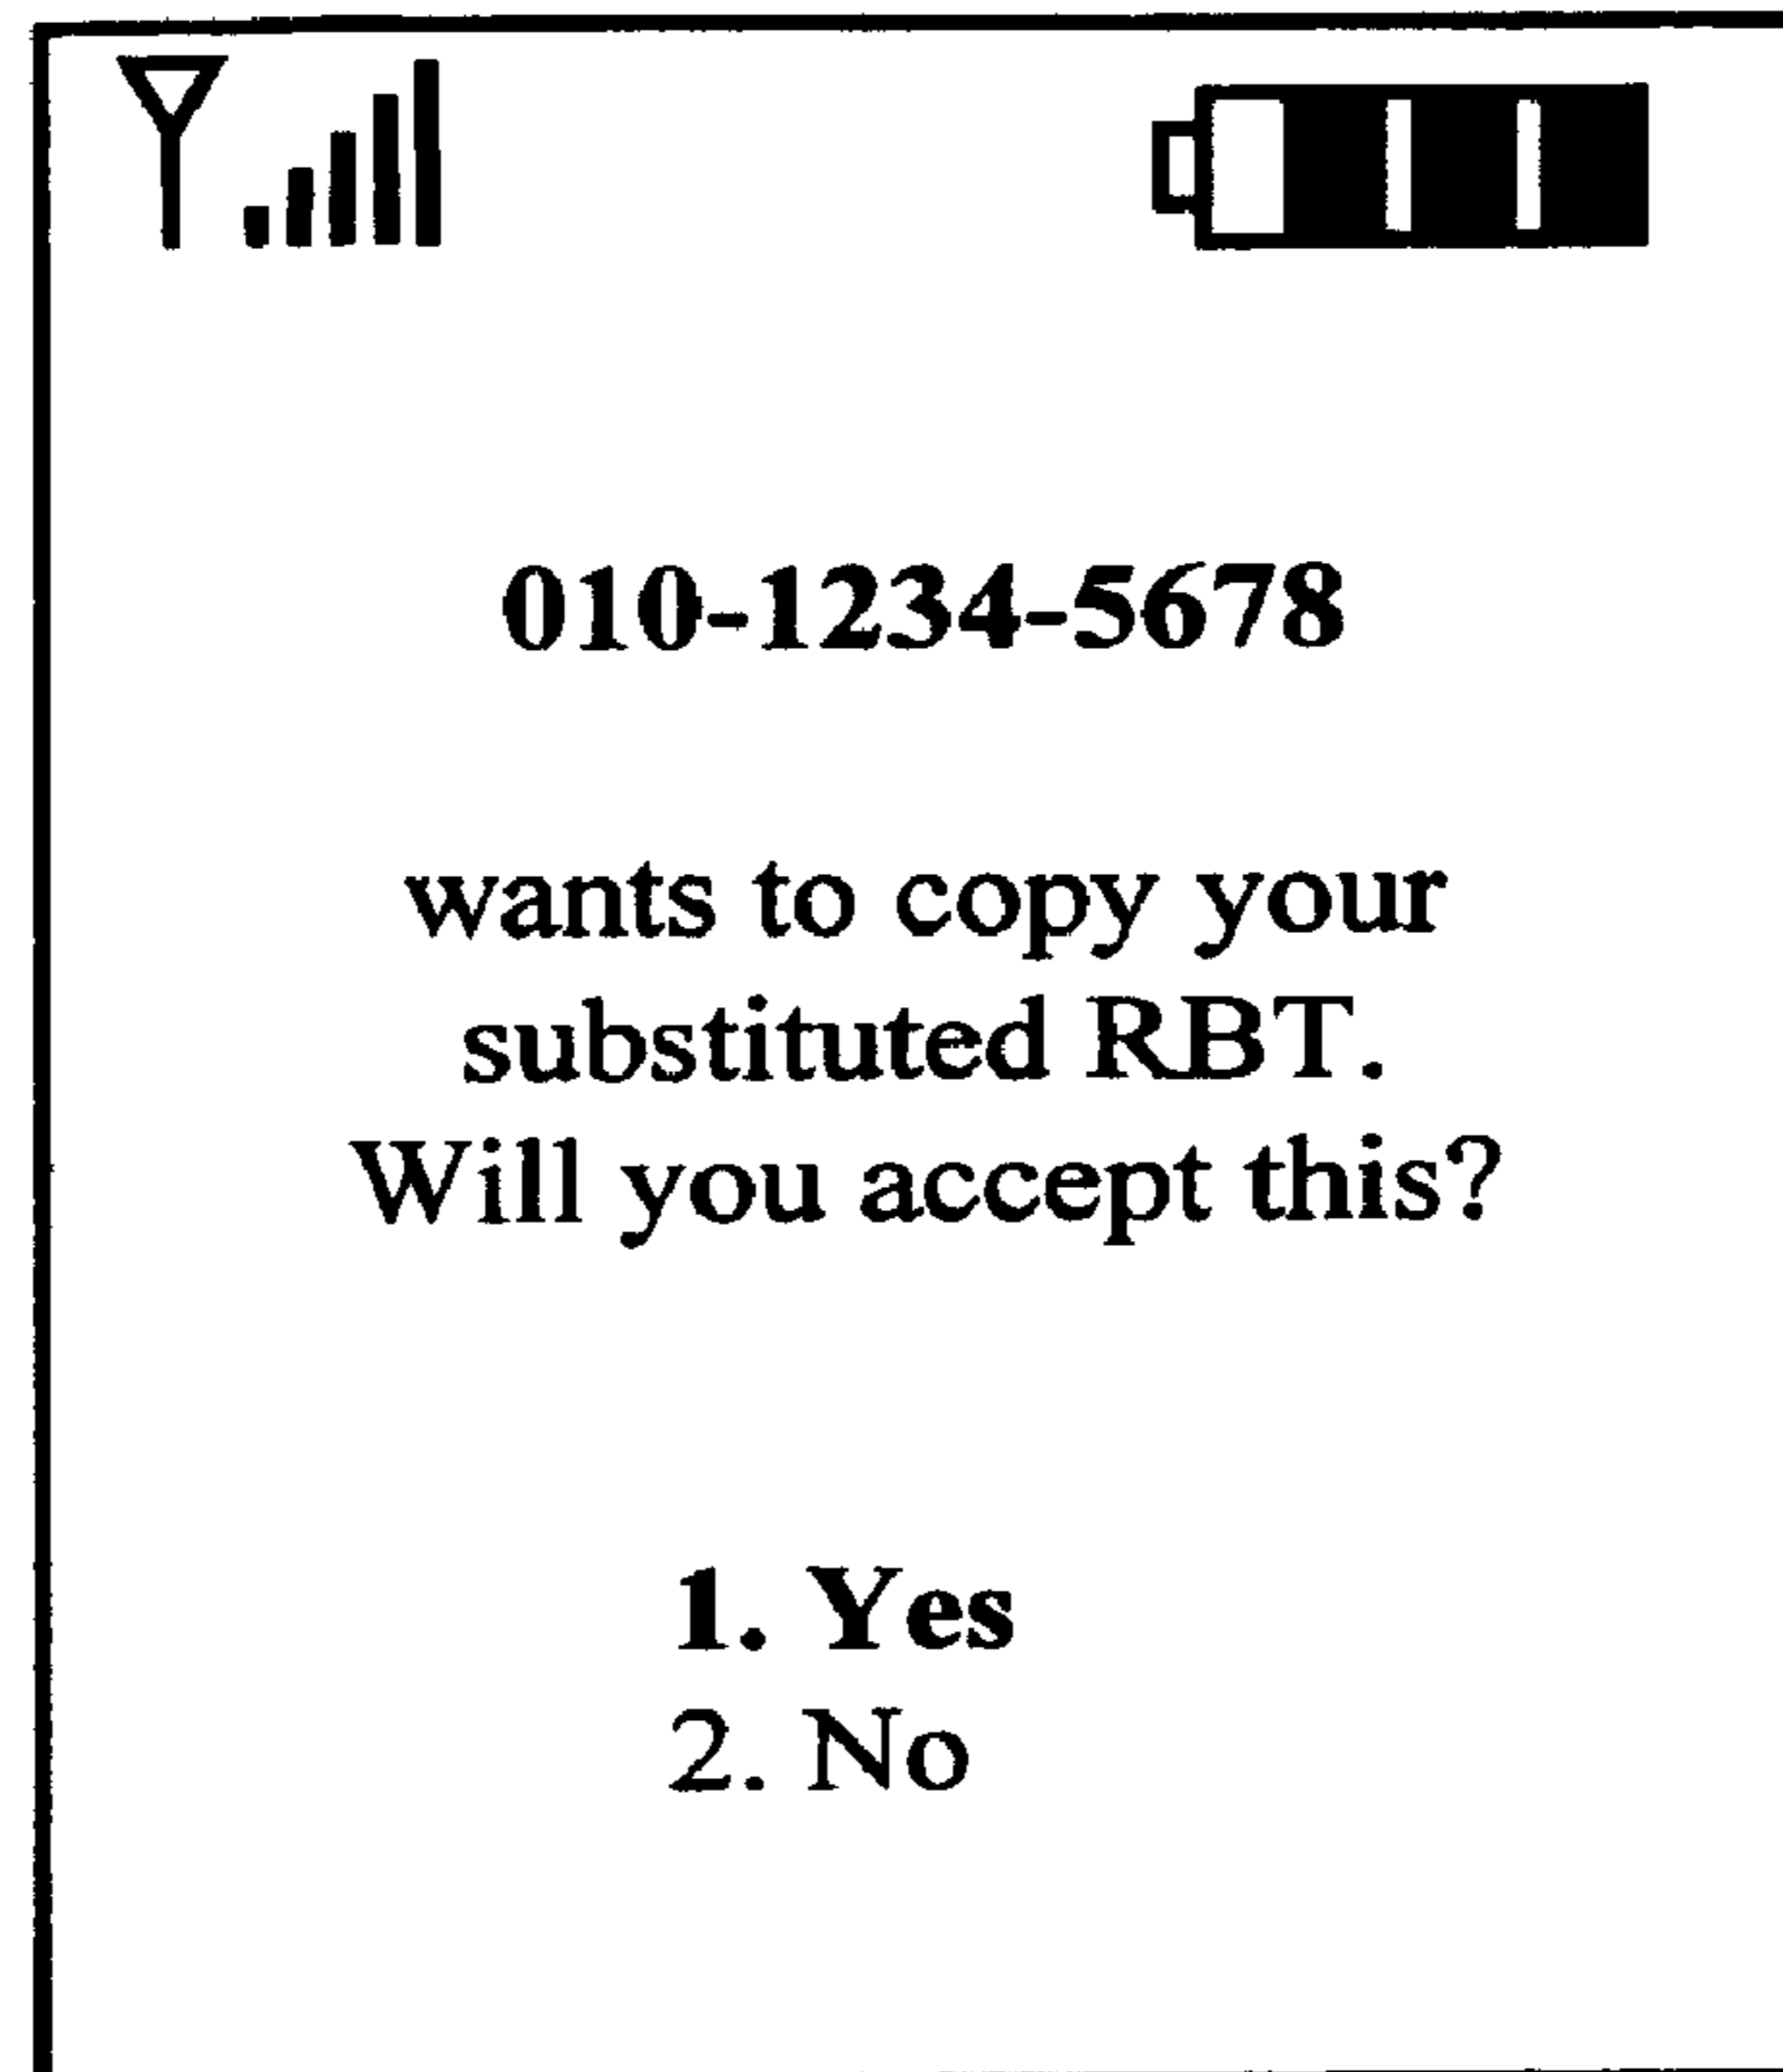 010-1234-5678
wants to copy your
substituted RBT.
Will you accept this?
1. Yes
2. No